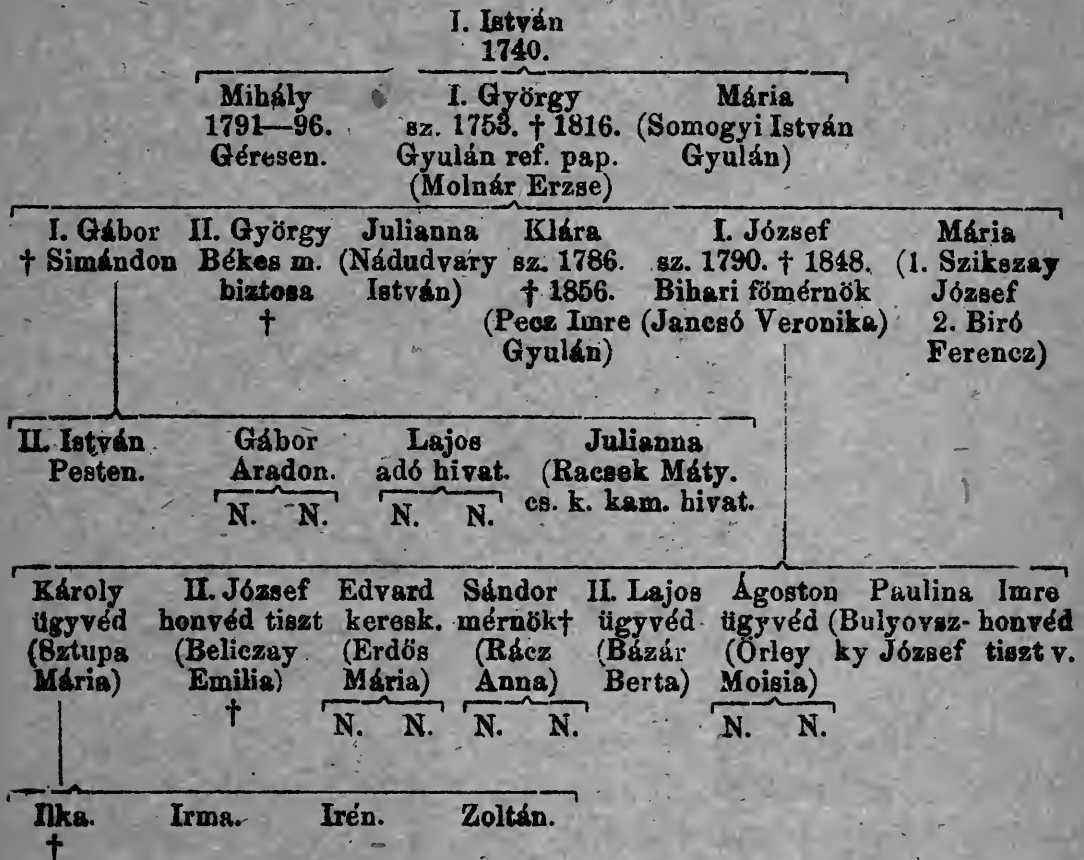 I. István
1740.
Mihály I. György Mária
1791—96. sz. 1753. † 1816. (Somogyi István
Géresen. Gyulán ref. pap. Gyulán)
(Molnár Erzse)
I. Gábor II. György Julianna Klára I. József Mária
† Simándon Békes m. (Nádudvary sz. 1786. sz. 1790. † 1848. (1. Szikszay
biztosa István) † 1856. Bihari főmérnök József
† (Pecz Imre (Jancsó Veronika) 2. Biró
Gyulán) Ferencz)
II. István Gábor Lajos Julianna
Pesten. Aradon. adó hivat. (Racsek Máty.
N. N. N. N. cs. k. kam. hivat.
Károly II. József Edvard Sándor II. Lajos Ágoston Paulina Imre
ügyvéd honvéd tiszt keresk. mérnök† ügyvéd ügyvéd (Bulyovsz- honvéd
(Sztupa (Beliczay (Erdös (Rácz (Bázár (Orley ky József tiszt v.
Mária) Emilia) Mária) Anna) Berta) Moisia)
† N. N. N. N. N. N.
Ilka. Irma. Irén. Zoltán.
†